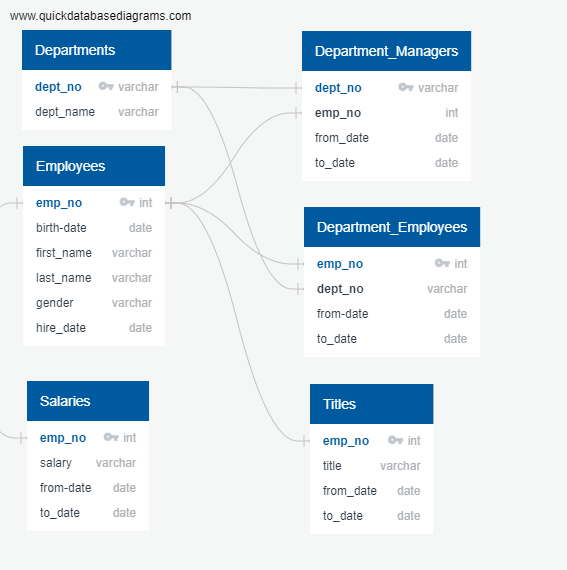 www.quickdatabasediagrams.com
Departments
dept_no varchar
dept_name varchar
Employees
emp_no int
birth-date date
first_name varchar
last_name varchar
gender varchar
hire_date date
Salaries
emp_no int
salary varchar
from-date date
to_date date
Department_Managers
dept_no varchar
emp_no int
from_date date
to_date date
Department_Employees
emp_no int
dept_no varchar
from-date date
to_date date
Titles
emp_no int
title varchar
from_date date
to_date date